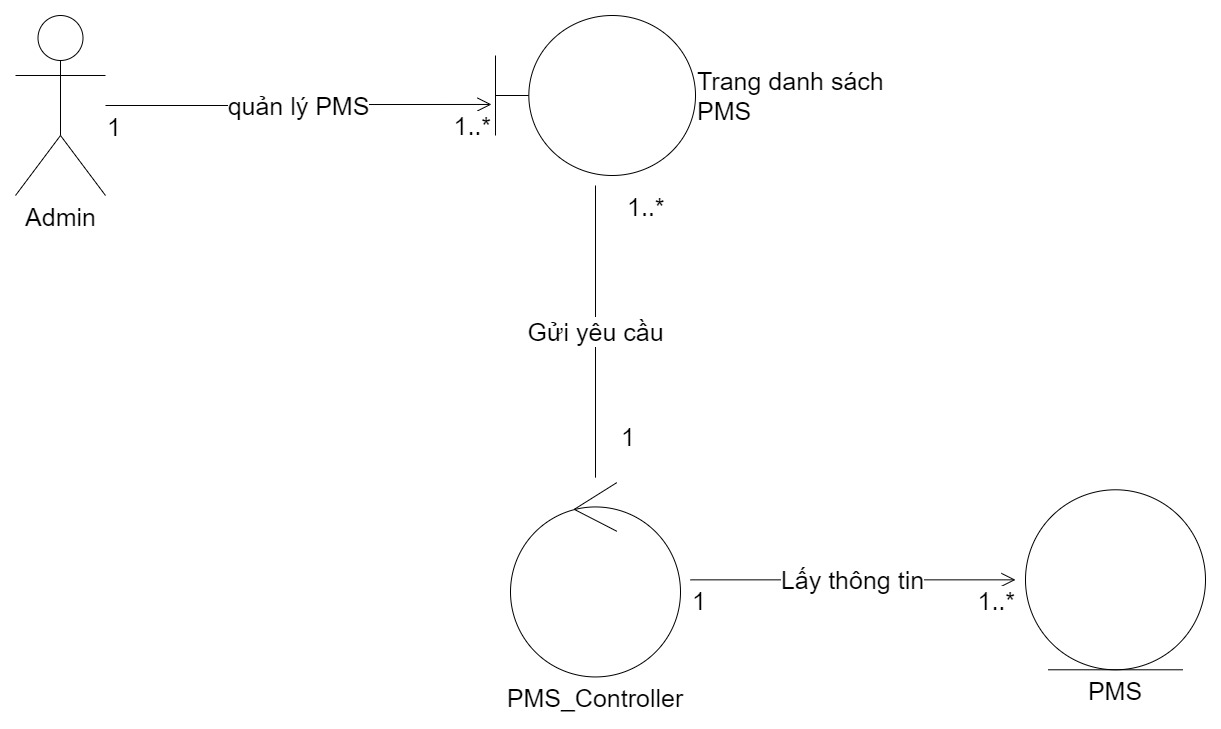 Trang danh sách
PMS
quản lý PMS
1
1..*
Admin
1..*
Gửi yêu cầu
1
Lấy thông tin
1
1..*
PMS_Controller
PMS